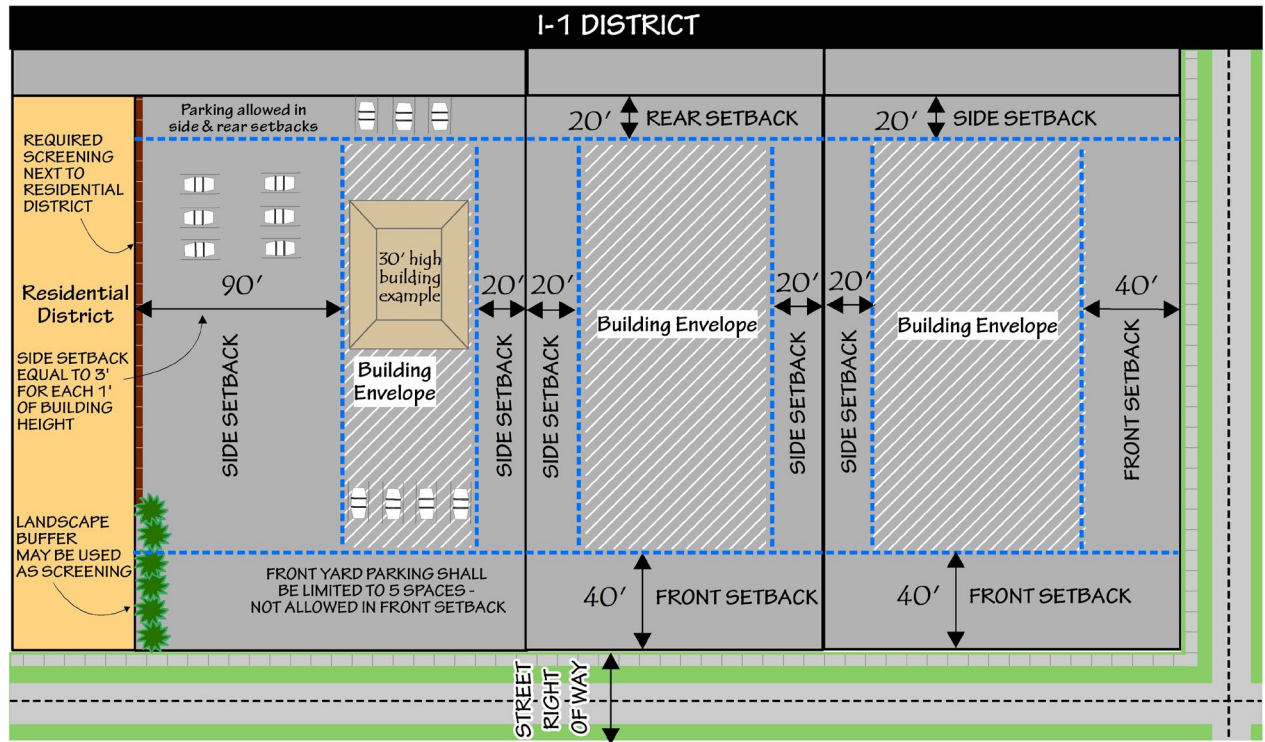 I-1 DISTRICT
Parking allowed in
side & rear setbacks
20' REAR SETBACK
20' SIDE SETBACK
REQUIRED
SCREENING
NEXT TO
RESIDENTIAL
DISTRICT
30' high
building
example
90'
20'
20'
20'
20'
40'
Residential
District
Building Envelope
Building Envelope
SIDE SETBACK
EQUAL TO 3'
FOR EACH 1'
OF BUILDING
HEIGHT
Building
Envelope
SIDE SETBACK
SIDE SETBACK
SIDE SETBACK
SIDE SETBACK
SIDE SETBACK
FRONT SETBACK
LANDSCAPE
BUFFER
MAY BE USED
AS SCREENING
FRONT YARD PARKING SHALL
BE LIMITED TO 5 SPACES -
NOT ALLOWED IN FRONT SETBACK
40' FRONT SETBACK
40' FRONT SETBACK
STREET
RIGHT
OF WAY